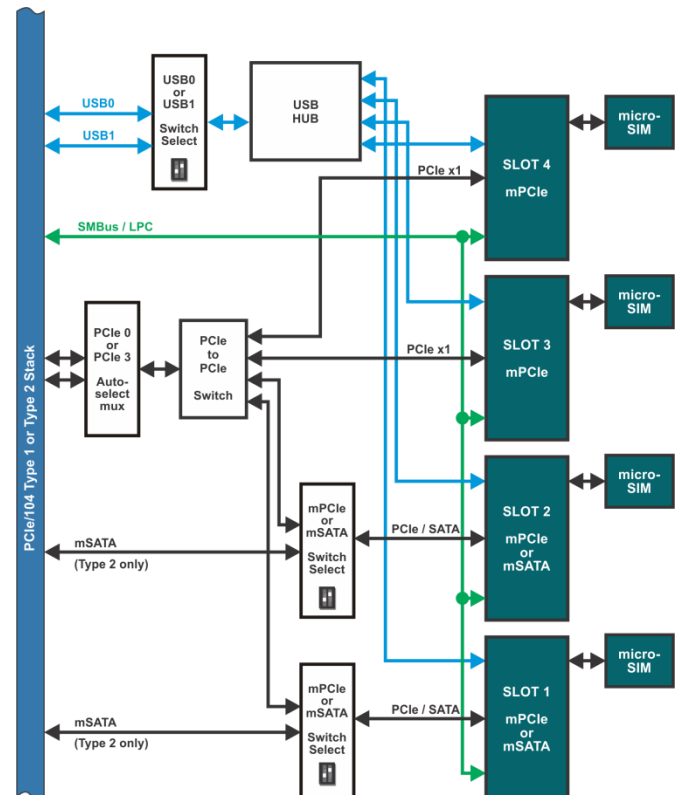 PCIe/104 Type 1 or Type 2 Stack
USB0
USB1
USB0
or
USB1
Switch
Select
USB
HUB
SMBus / LPC
PCIe 0
or
PCIe 3
Auto-
select
mux
PCIe
to
PCIe
Switch
PCIe x1
SLOT 4
mPCIe
micro-
SIM
PCIe x1
SLOT 3
mPCIe
micro-
SIM
mSATA
(Type 2 only)
mPCIe
or
mSATA
Switch
Select
PCIe / SATA
SLOT 2
mPCIe
or
mSATA
micro-
SIM
mSATA
(Type 2 only)
mPCIe
or
mSATA
Switch
Select
PCIe / SATA
SLOT 1
mPCIe
or
mSATA
micro-
SIM